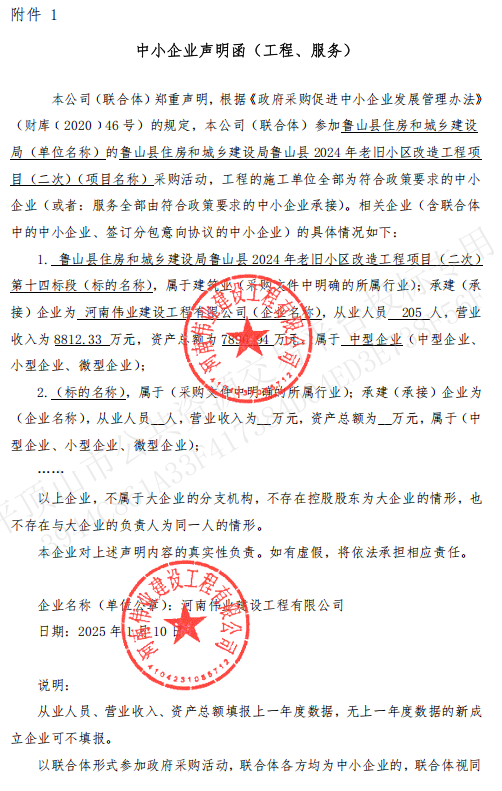 附件 1
中小企业声明函（工程、服务）
本公司（联合体）郑重声明，根据《政府采购促进中小企业发展管理办法》
（财库﹝2020﹞46号）的规定，本公司（联合体）参加鲁山县住房和城乡建设
局（单位名称）的鲁山县住房和城乡建设局鲁山县 2024 年老旧小区改造工程项
目（二次）（项目名称）采购活动，工程的施工单位全部为符合政策要求的中小
企业（或者：服务全部由符合政策要求的中小企业承接）。相关企业（含联合体
中的中小企业、签订分包意向协议的中小企业）的具体情况如下：
1. 鲁山县住房和城乡建设局鲁山县 2024 年老旧小区改造工程项目（二次）
第十四标段（标的名称），属于建筑业（采购文件中明确的所属行业）；承建（承
接）企业为 河南伟业建设工程有限公司（企业名称），从业人员 205 人，营业
收入为 8812.33 万元，资产总额为 万元，属于 中型企业（中型企业、
小型企业、微型企业）；
2. （标的名称），属于（采购文件中明确的所属行业）；承建（承接）企业为
（企业名称），从业人员__人，营业收入为__万元，资产总额为__万元，属于（中
型企业、小型企业、微型企业）；
……
以上企业，不属于大企业的分支机构，不存在控股股东为大企业的情形，也
不存在与大企业的负责人为同一人的情形。
本企业对上述声明内容的真实性负责。如有虚假，将依法承担相应责任。
企业名称（单位公章）：河南伟业建设工程有限公司
日期：2025 年 1 月 10 日
河南伟业建设工程有限公司
4104231085712
说明：
从业人员、营业收入、资产总额填报上一年度数据，无上一年度数据的新成
立企业可不填报。
以联合体形式参加政府采购活动，联合体各方均为中小企业的，联合体视同